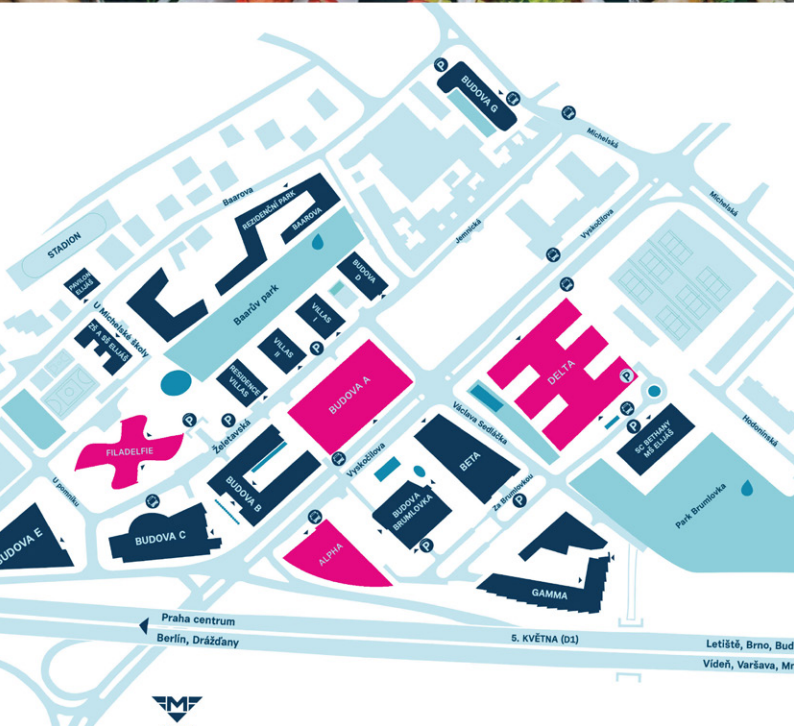 P
BUDOVA G
Michelská
Michelská
Baarova
REZIDENČNÍ PARK
BAAROVA
STADION
Jemnická
Vyskočilova
BUDOVA
D
PAVILON
ELIJÁŠ
Baarův park
U Michelské školy
ZŠ A SŠ ELIJÁŠ
VILLAS
I
VILLAS
II
P
RESIDENCE
VILLAS
BUDOVA A
DELTA
P
Václava Sedláčka
Hodonínská
P
P
P
SC BETHANY
MŠ ELIJÁŠ
Želetavská
FILADELFIE
Vyskočilova
BETA
U pomníku
BUDOVA B
BUDOVA
BRUMLOVKA
Za Brumlovkou
P
Park Brumlovka
BUDOVA E
BUDOVA C
ALPHA
P
GAMMA
Praha centrum
Berlín, Drážďany
5. KVĚTNA (D1)
Letiště, Brno, Bud
Vídeň, Varšava, Mn
M